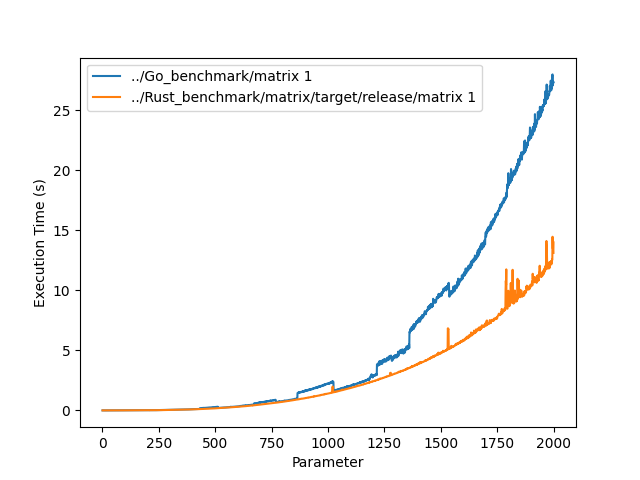 ../Go_benchmark/matrix 1
../Rust_benchmark/matrix/target/release/matrix 1
25
20
15
10
5
0
Execution Time (s)
0 250 500 750 1000 1250 1500 1750 2000
Parameter